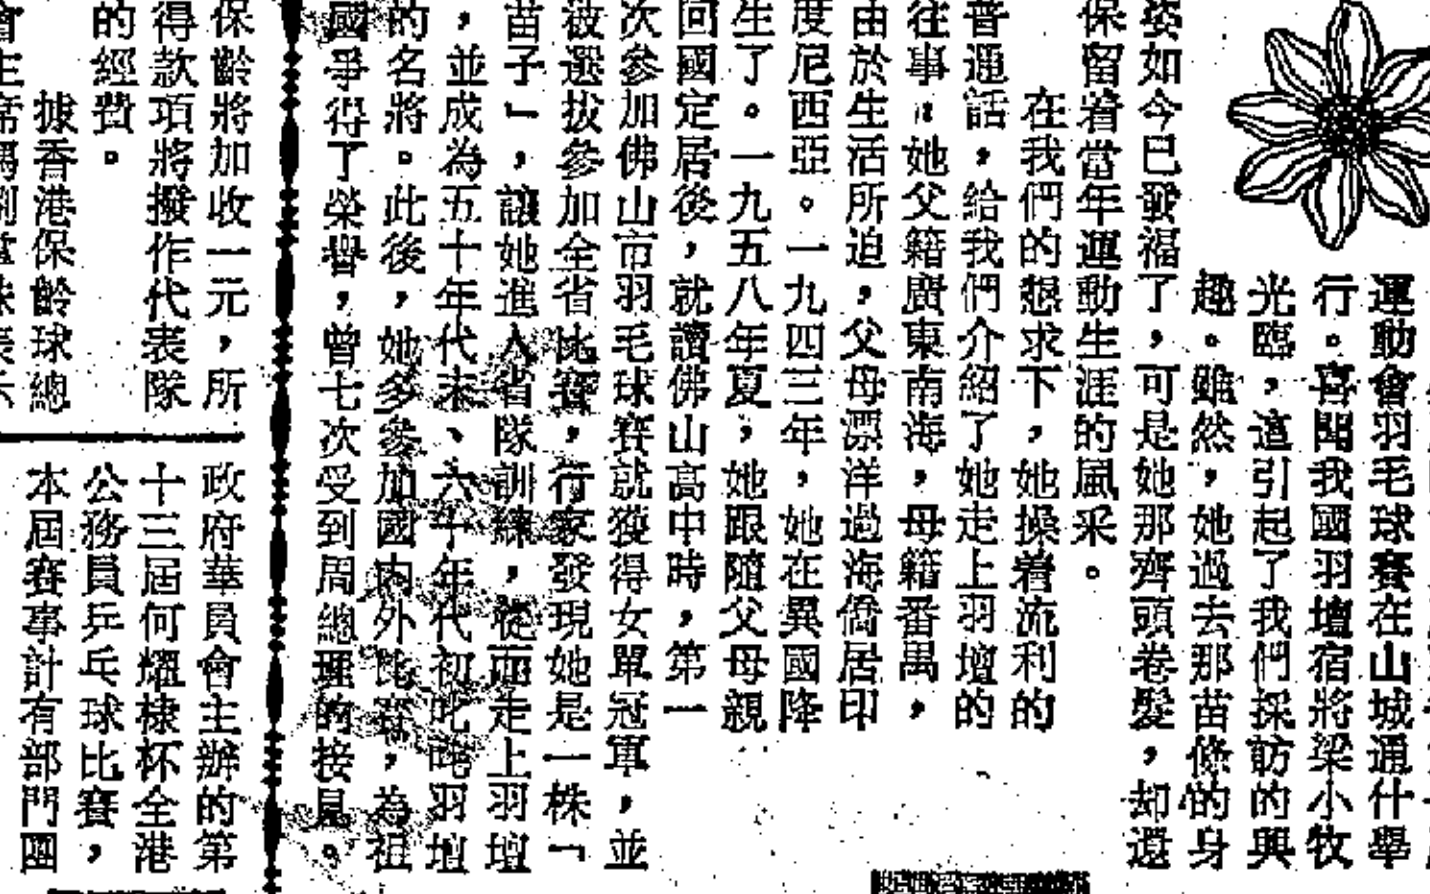 運動會羽毛球賽在山城通什舉
行。喜聞我國羽壇宿將梁小牧
光臨，這引起了我們採訪的興
趣。雖然，她過去那苗條的身
姿如今已發福了，可是她那齊頭卷髮，却還
保留着當年運動生涯的風采。
在我們的懇求下，她操着流利的
普通話，給我們介紹了她走上羽壇的
往事。她父籍廣東南海，母籍番禺，
由於生活所迫，父母漂洋過海僑居印
度尼西亞。一九四三年，她在異國降
生了。一九五八年夏，她跟隨父母親
回國定居後，就讀佛山高中時，第一
次參加佛山市羽毛球賽就獲得女單冠軍，並
被選拔參加全省比賽，行家發現她是一株「
苗子」，讓她進入省隊訓練，從而走上羽壇
，並成為五十年代末、六十年代初叱咤羽壇
的名將。此後，她多參加國內外比賽，為祖
國爭得了榮譽，曾七次受到周總理的接見。
保齡將加收一元，所
得款項將撥作代表隊
的經費。
據香港保齡球總
會主席
政府華員會主辦的第
十三屆何耀棣杯全港
公務員乒乓球比賽，
本屆賽事計有部門團